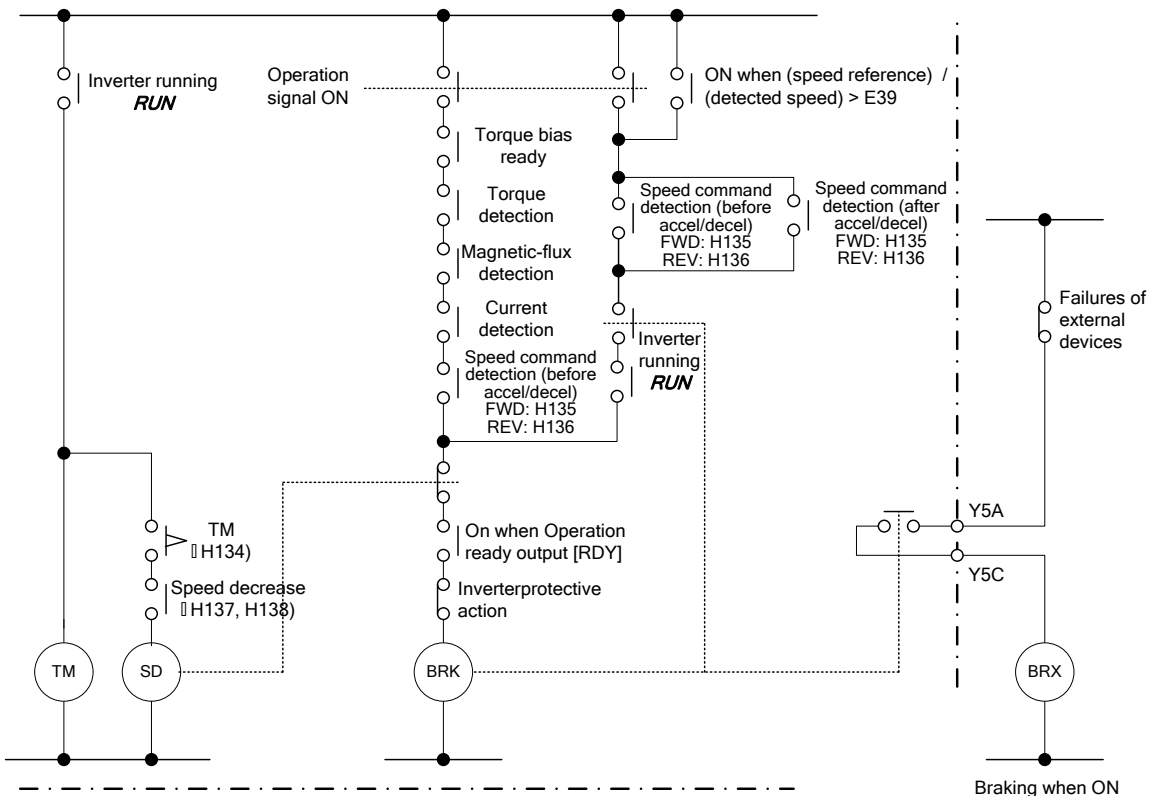 Inverter running
RUN
Operation
signal ON
ON when (speed reference) /
(detected speed) > E39
Torque bias
ready
Torque
detection
Magnetic-flux
detection
Current
detection
Speed command
detection (before
accel/decel)
FWD: H135
REV: H136
Speed command
detection (before
accel/decel)
FWD: H135
REV: H136
Speed command
detection (after
accel/decel)
FWD: H135
REV: H136
Inverter
running
RUN
Failures of
external
devices
TM
▯H134)
Speed decrease
▯H137, H138)
On when Operation
ready output [RDY]
Inverterprotective
action
Y5A
Y5C
TM
SD
BRK
BRX
Braking when ON